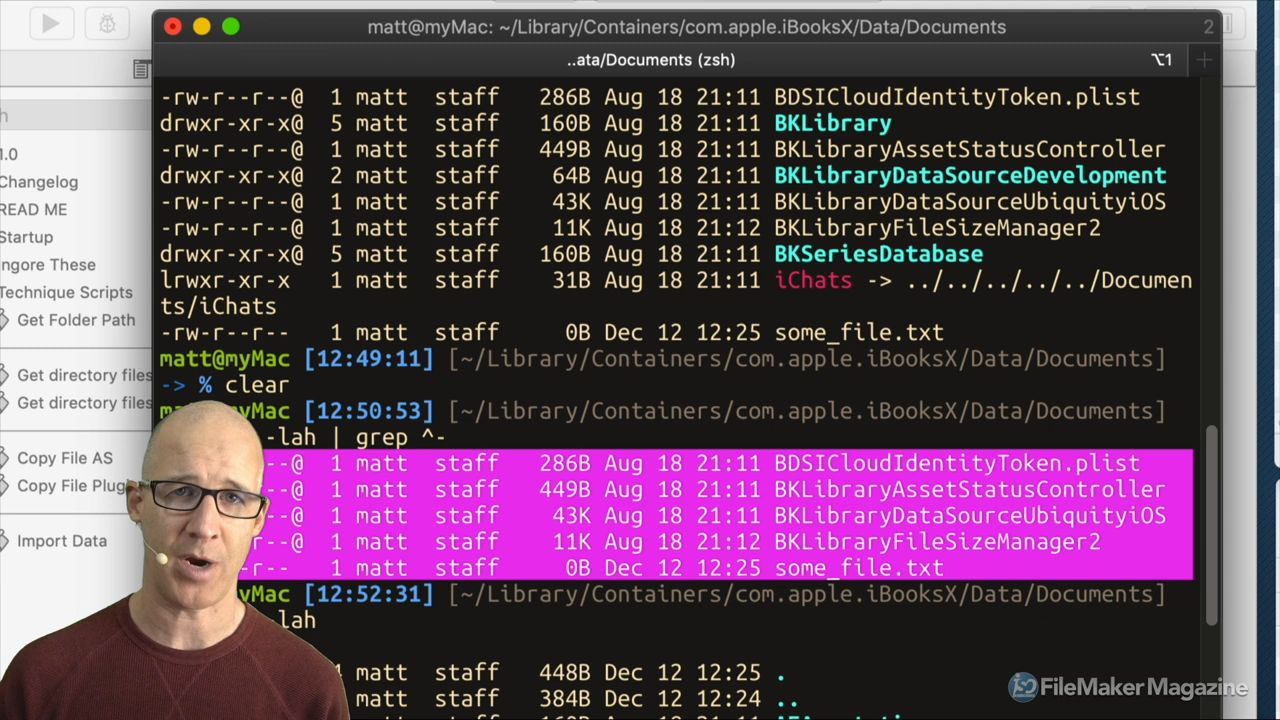 matt@myMac: ~/Library/Containers/com.apple.iBooksX/Data/Documents
2
..ata/Documents (zsh)
⌥1
-rw-r--r--@ 1 matt staff 286B Aug 18 21:11 BDSICloudIdentityToken.plist
drwxr-xr-x@ 5 matt staff 160B Aug 18 21:11 BKLibrary
-rw-r--r--@ 1 matt staff 449B Aug 18 21:11 BKLibraryAssetStatusController
drwxr-xr-x@ 2 matt staff 64B Aug 18 21:11 BKLibraryDataSourceDevelopment
-rw-r--r--@ 1 matt staff 43K Aug 18 21:11 BKLibraryDataSourceUbiquityiOS
-rw-r--r--@ 1 matt staff 11K Aug 18 21:12 BKLibraryFileSizeManager2
drwxr-xr-x@ 5 matt staff 160B Aug 18 21:11 BKSeriesDatabase
lrwxr-xr-x 1 matt staff 31B Aug 18 21:11 iChats -> ../../../../../Documen
ts/iChats
-rw-r--r-- 1 matt staff 0B Dec 12 12:25 some_file.txt
matt@myMac [12:49:11] [~/Library/Containers/com.apple.iBooksX/Data/Documents]
-> % clear
myMac [12:50:53] [~/Library/Containers/com.apple.iBooksX/Data/Documents]
-lah | grep ^-
--@ 1 matt staff 286B Aug 18 21:11 BDSICloudIdentityToken.plist
--@ 1 matt staff 449B Aug 18 21:11 BKLibraryAssetStatusController
--@ 1 matt staff 43K Aug 18 21:11 BKLibraryDataSourceUbiquityiOS
r--@ 1 matt staff 11K Aug 18 21:12 BKLibraryFileSizeManager2
-r-- 1 matt staff 0B Dec 12 12:25 some_file.txt
yMac [12:52:31] [~/Library/Containers/com.apple.iBooksX/Data/Documents]
-lah
matt staff 448B Dec 12 12:25 .
matt staff 384B Dec 12 12:24 ..
h
1.0
Changelog
READ ME
Startup
Ingore These
Technique Scripts
Get Folder Path
Get directory files
Get directory files
Copy File AS
Copy File Plug
Import Data
FileMaker Magazine